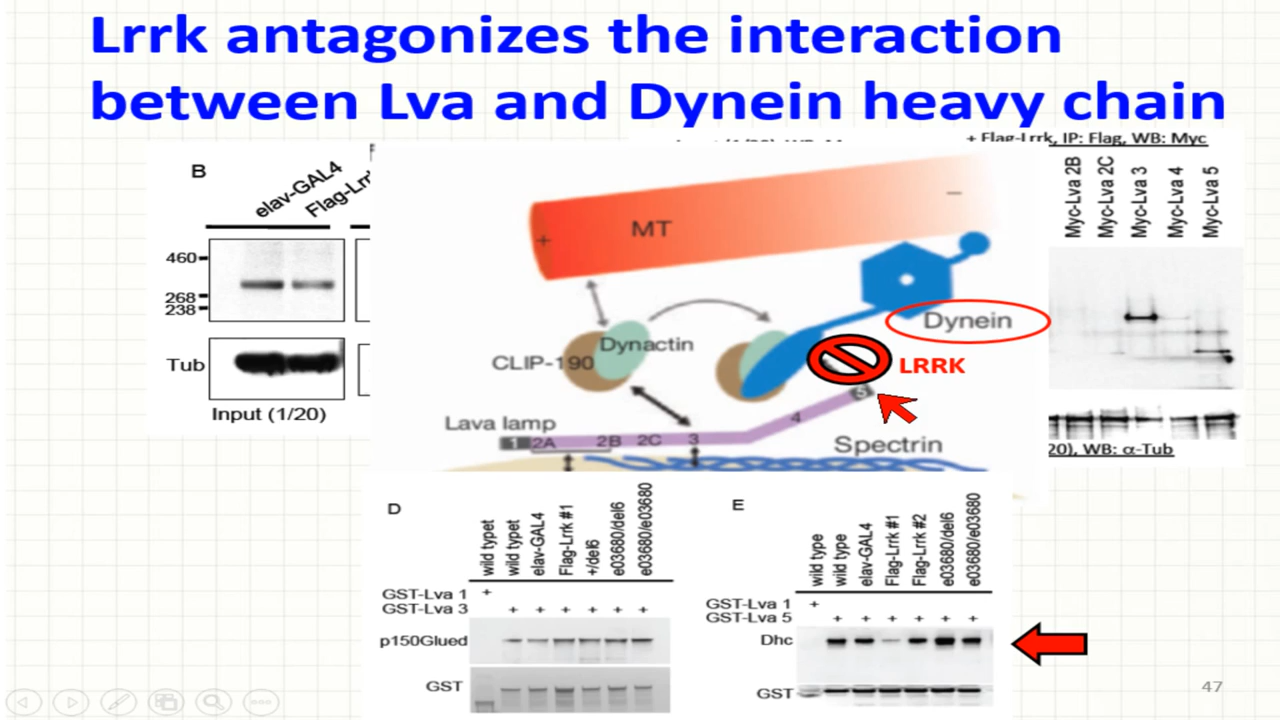 Lrrk antagonizes the interaction
between Lva and Dynein heavy chain
+ Flag-Lrrk, IP: Flag, WB: Myc
B
elav-GAL4
460
268
238
Tub
Input (1/20)
MT
+
−
Dynactin
CLIP-190
Dynein
LRRK
Lava lamp
1 2A 2B 2C 3 4 5
Spectrin
Myc-Lva 2B
Myc-Lva 2C
Myc-Lva 3
Myc-Lva 4
Myc-Lva 5
20), WB: α-Tub
D
wild typet
wild typet
elav-GAL4
Flag-Lrrk #1
+/del6
e03680/del6
e03680/e03680
GST-Lva 1 +
GST-Lva 3 + + + + + +
p150Glued
GST
E
wild type
wild type
elav-GAL4
Flag-Lrrk #1
Flag-Lrrk #2
e03680/del6
e03680/e03680
GST-Lva 1 +
GST-Lva 5 + + + + + +
Dhc
GST
47